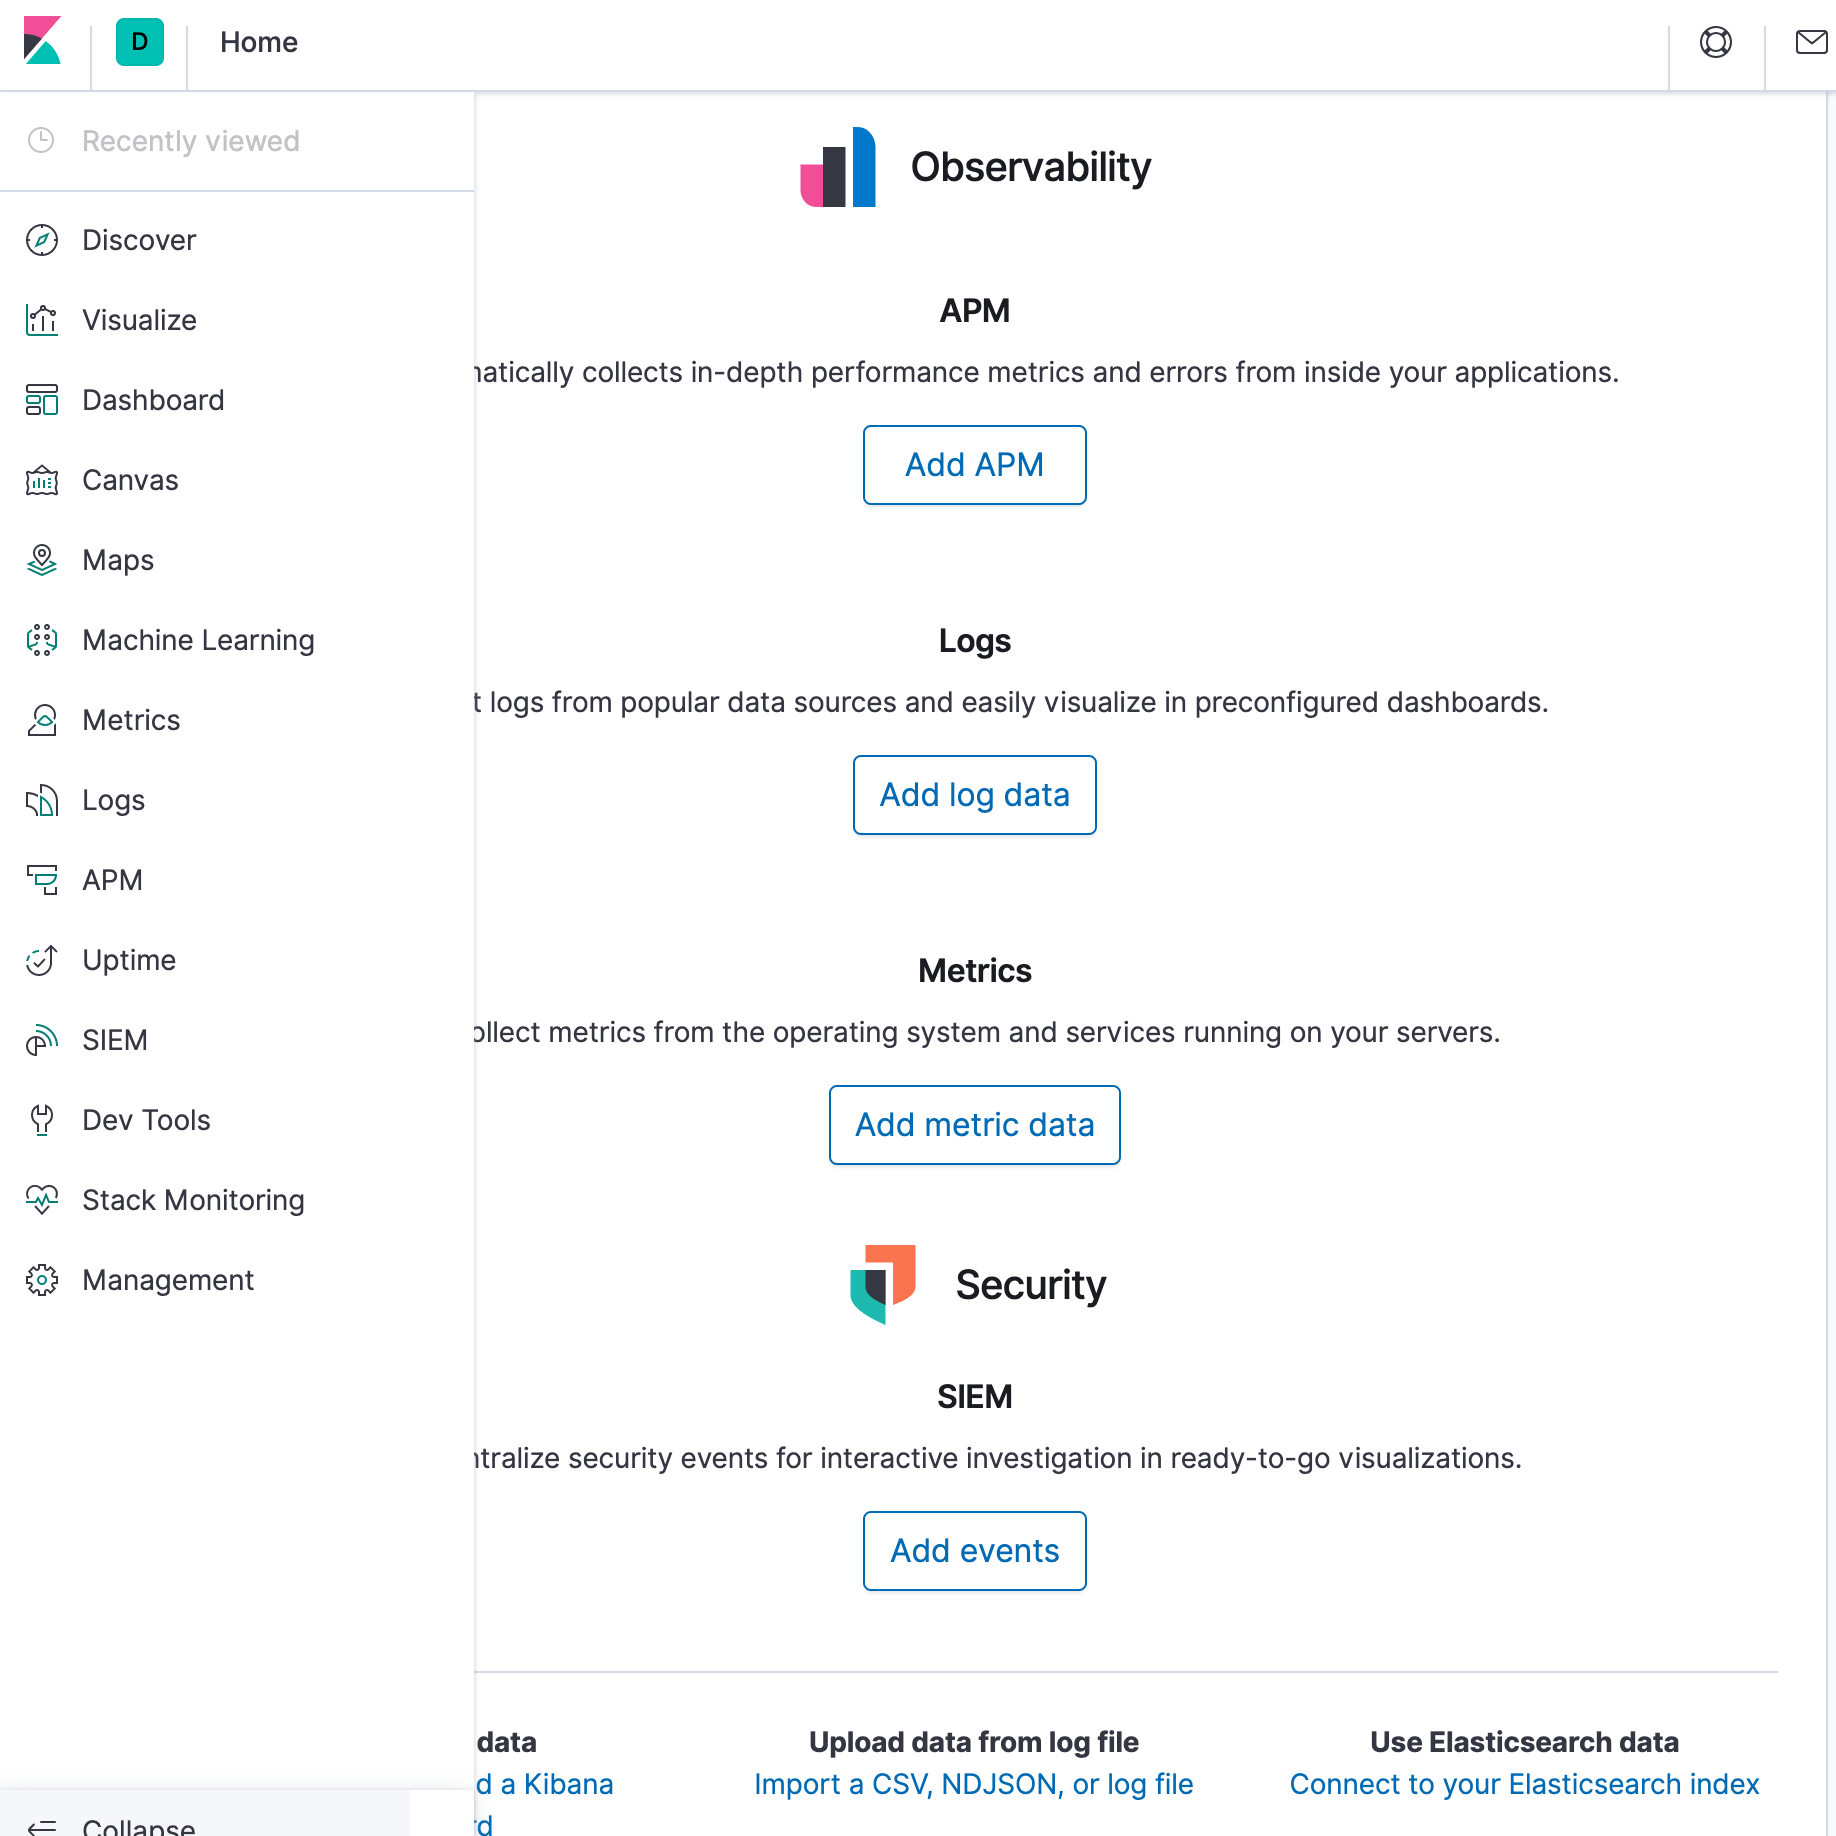 D
Home
Recently viewed
Discover
Visualize
Dashboard
Canvas
Maps
Machine Learning
Metrics
Logs
APM
Uptime
SIEM
Dev Tools
Stack Monitoring
Management
Collapse
Observability
APM
matically collects in-depth performance metrics and errors from inside your applications.
Add APM
Logs
t logs from popular data sources and easily visualize in preconfigured dashboards.
Add log data
Metrics
ollect metrics from the operating system and services running on your servers.
Add metric data
Security
SIEM
ntralize security events for interactive investigation in ready-to-go visualizations.
Add events
data
d a Kibana
rd
Upload data from log file
Import a CSV, NDJSON, or log file
Use Elasticsearch data
Connect to your Elasticsearch index